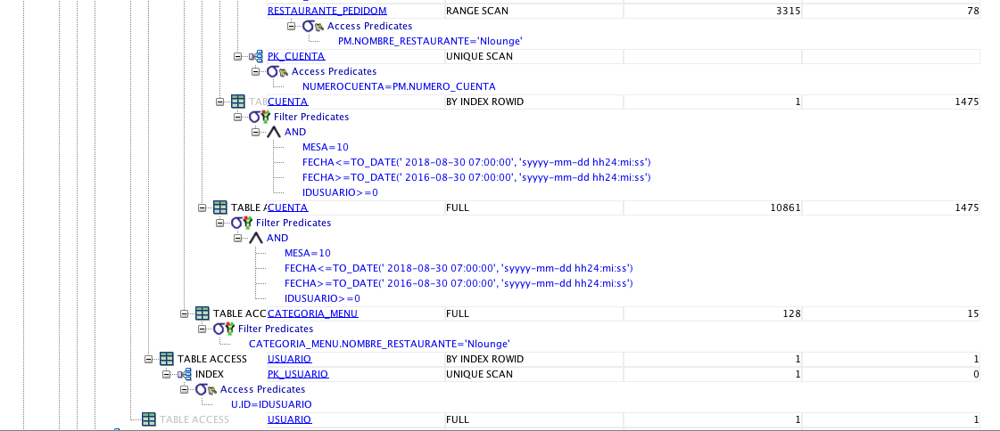 RESTAURANTE_PEDIDOM RANGE SCAN 3315 78
Access Predicates
PM.NOMBRE_RESTAURANTE='Nlounge'
PK_CUENTA UNIQUE SCAN
Access Predicates
NUMEROCUENTA=PM.NUMERO_CUENTA
TAB CUENTA BY INDEX ROWID 1 1475
Filter Predicates
AND
MESA=10
FECHA<=TO_DATE(' 2018-08-30 07:00:00', 'syyyy-mm-dd hh24:mi:ss')
FECHA>=TO_DATE(' 2016-08-30 07:00:00', 'syyyy-mm-dd hh24:mi:ss')
IDUSUARIO>=0
TABLE A CUENTA FULL 10861 1475
Filter Predicates
AND
MESA=10
FECHA<=TO_DATE(' 2018-08-30 07:00:00', 'syyyy-mm-dd hh24:mi:ss')
FECHA>=TO_DATE(' 2016-08-30 07:00:00', 'syyyy-mm-dd hh24:mi:ss')
IDUSUARIO>=0
TABLE ACC CATEGORIA_MENU FULL 128 15
Filter Predicates
CATEGORIA_MENU.NOMBRE_RESTAURANTE='Nlounge'
TABLE ACCESS USUARIO BY INDEX ROWID 1 1
INDEX PK_USUARIO UNIQUE SCAN 1 0
Access Predicates
U.ID=IDUSUARIO
TABLE ACCESS USUARIO FULL 1 1